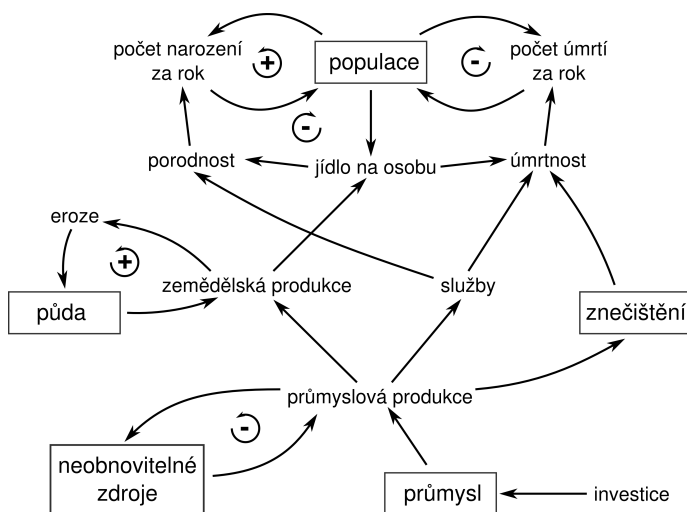 počet narození
za rok
+
populace
-
počet úmrtí
za rok
-
porodnost
jídlo na osobu
úmrtnost
eroze
+
zemědělská produkce
služby
půda
znečištění
průmyslová produkce
-
neobnovitelné
zdroje
průmysl
investice